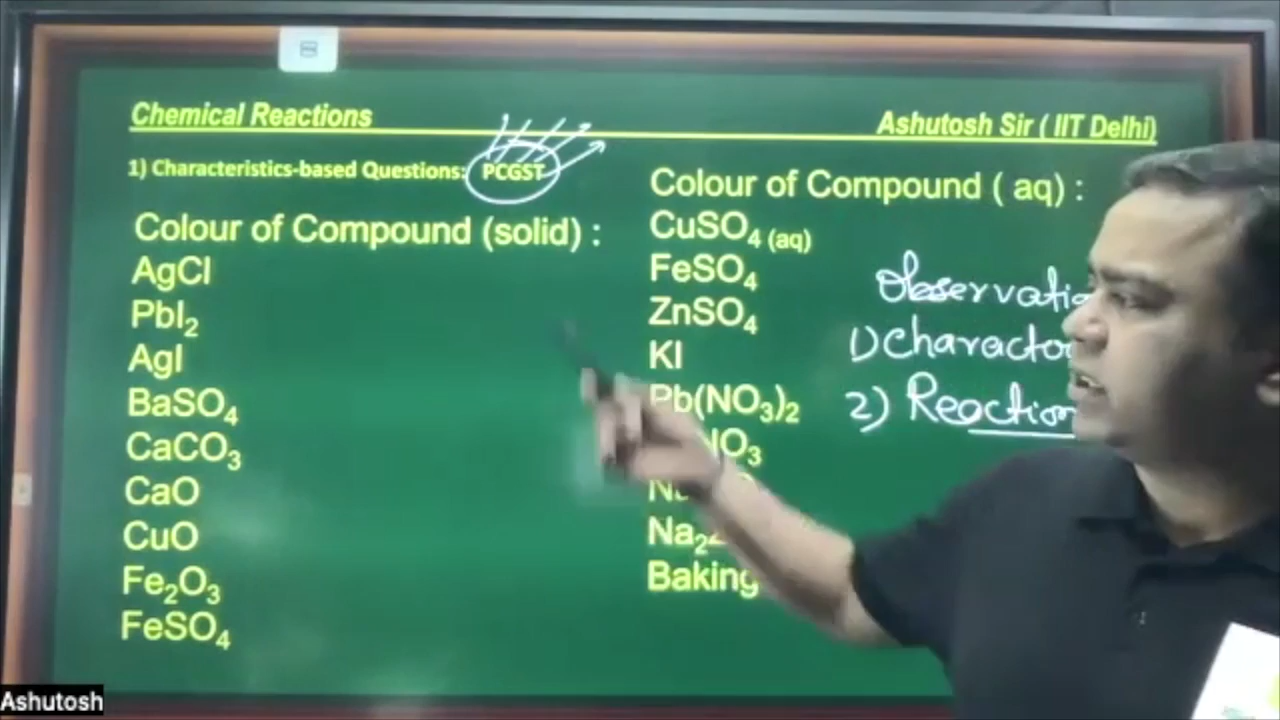 Chemical Reactions
Ashutosh Sir ( IIT Delhi)
1) Characteristics-based Questions: PCGST
Colour of Compound (solid) :
AgCl
PbI₂
AgI
BaSO₄
CaCO₃
CaO
CuO
Fe₂O₃
FeSO₄
Colour of Compound ( aq) :
CuSO₄ (aq)
FeSO₄
ZnSO₄
KI
Pb(NO₃)₂
Baking
1)
2) Reaction
Ashutosh